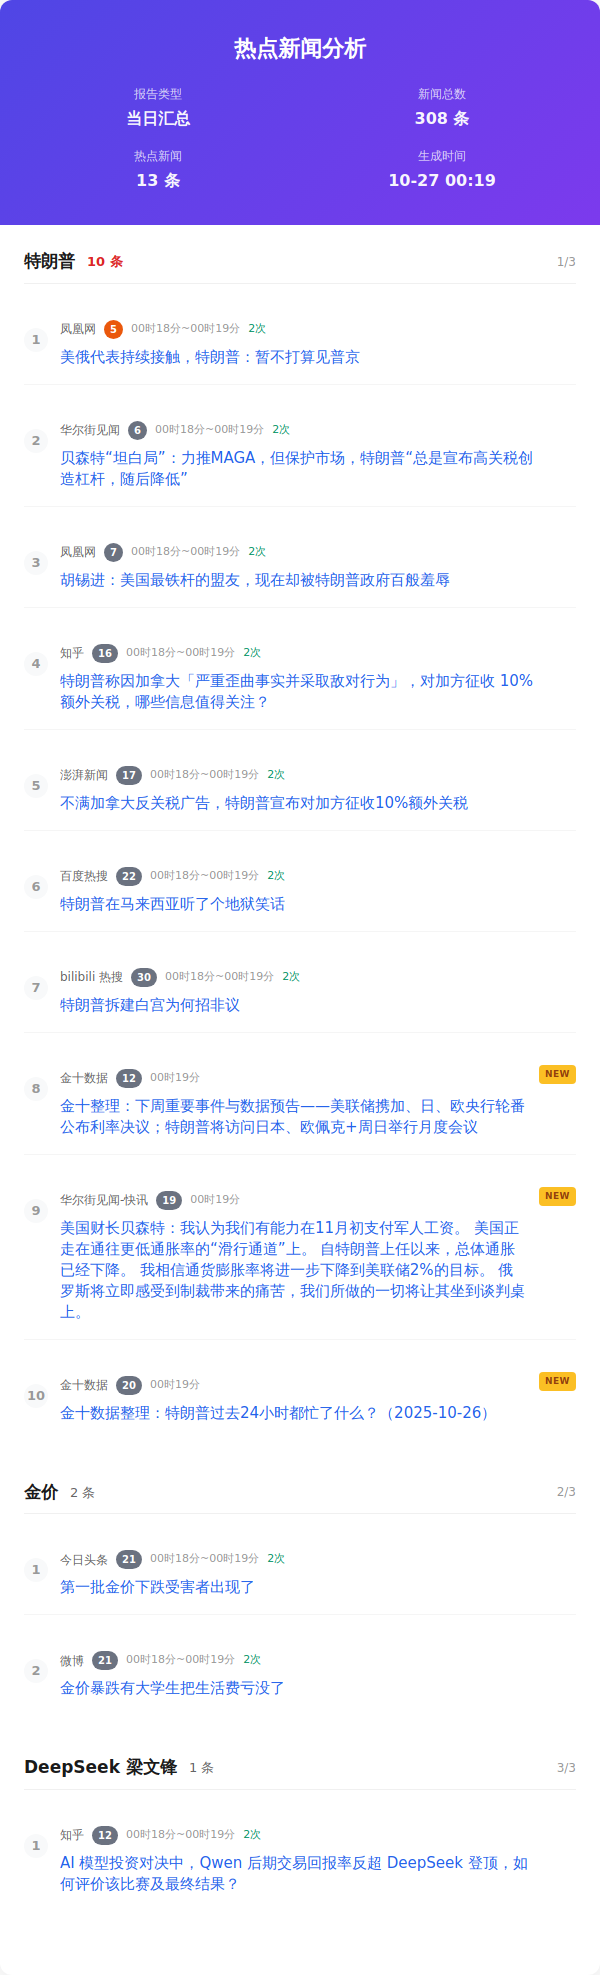 热点新闻分析
报告类型
当日汇总
新闻总数
308 条
热点新闻
13 条
生成时间
10-27 00:19
特朗普 10 条 1/3
1
凤凰网 5 00时18分~00时19分 2次
美俄代表持续接触，特朗普：暂不打算见普京
2
华尔街见闻 6 00时18分~00时19分 2次
贝森特“坦白局”：力推MAGA，但保护市场，特朗普“总是宣布高关税创
造杠杆，随后降低”
3
凤凰网 7 00时18分~00时19分 2次
胡锡进：美国最铁杆的盟友，现在却被特朗普政府百般羞辱
4
知乎 16 00时18分~00时19分 2次
特朗普称因加拿大「严重歪曲事实并采取敌对行为」，对加方征收 10%
额外关税，哪些信息值得关注？
5
澎湃新闻 17 00时18分~00时19分 2次
不满加拿大反关税广告，特朗普宣布对加方征收10%额外关税
6
百度热搜 22 00时18分~00时19分 2次
特朗普在马来西亚听了个地狱笑话
7
bilibili 热搜 30 00时18分~00时19分 2次
特朗普拆建白宫为何招非议
8
金十数据 12 00时19分 NEW
金十整理：下周重要事件与数据预告——美联储携加、日、欧央行轮番
公布利率决议；特朗普将访问日本、欧佩克+周日举行月度会议
9
华尔街见闻-快讯 19 00时19分 NEW
美国财长贝森特：我认为我们有能力在11月初支付军人工资。 美国正
走在通往更低通胀率的“滑行通道”上。 自特朗普上任以来，总体通胀
已经下降。 我相信通货膨胀率将进一步下降到美联储2%的目标。 俄
罗斯将立即感受到制裁带来的痛苦，我们所做的一切将让其坐到谈判桌
上。
10
金十数据 20 00时19分 NEW
金十数据整理：特朗普过去24小时都忙了什么？（2025-10-26）
金价 2 条 2/3
1
今日头条 21 00时18分~00时19分 2次
第一批金价下跌受害者出现了
2
微博 21 00时18分~00时19分 2次
金价暴跌有大学生把生活费亏没了
DeepSeek 梁文锋 1 条 3/3
1
知乎 12 00时18分~00时19分 2次
AI 模型投资对决中，Qwen 后期交易回报率反超 DeepSeek 登顶，如
何评价该比赛及最终结果？